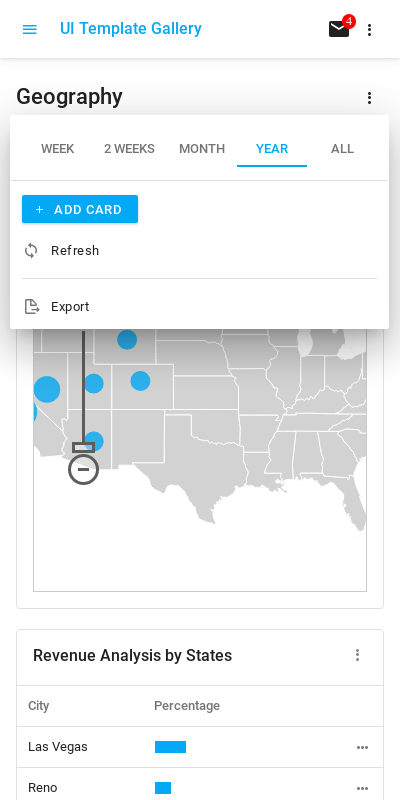 UI Template Gallery
4
Geography
WEEK 2 WEEKS MONTH YEAR ALL
+ ADD CARD
Refresh
Export
Revenue Analysis by States
City Percentage
Las Vegas
Reno